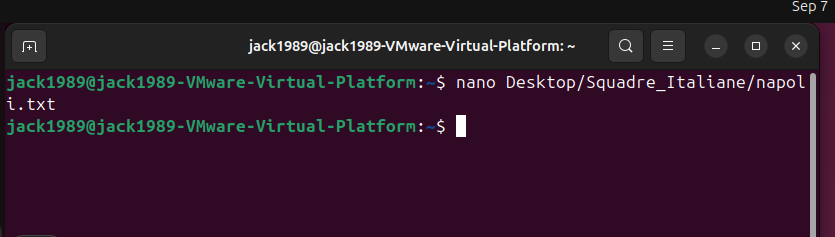 Sep 7
jack1989@jack1989-VMware-Virtual-Platform: ~
jack1989@jack1989-VMware-Virtual-Platform:~$ nano Desktop/Squadre_Italiane/napol
i.txt
jack1989@jack1989-VMware-Virtual-Platform:~$